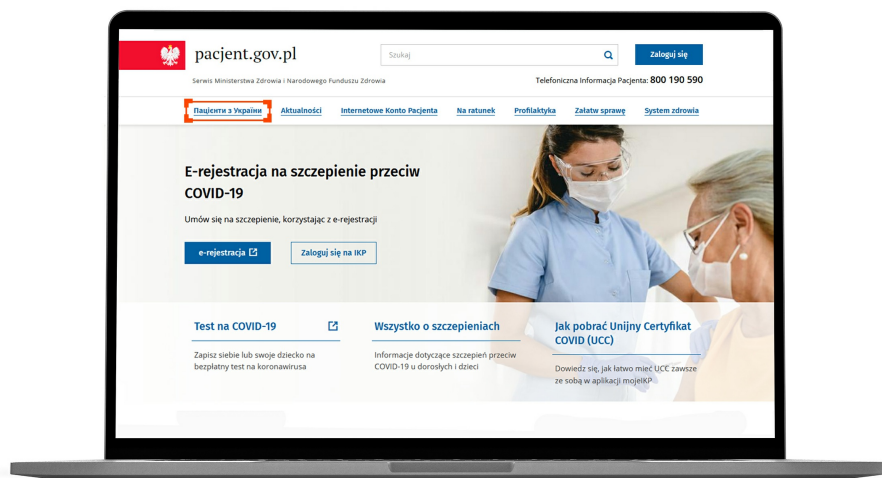 pacjent.gov.pl
Szukaj
Zaloguj się
Serwis Ministerstwa Zdrowia i Narodowego Funduszu Zdrowia
Telefoniczna Informacja Pacjenta: 800 190 590
Пацієнти з України Aktualności Internetowe Konto Pacjenta Na ratunek Profilaktyka Załatw sprawę System zdrowia
E-rejestracja na szczepienie przeciw
COVID-19
Umów się na szczepienie, korzystając z e-rejestracji
e-rejestracja
Zaloguj się na IKP
Test na COVID-19
Zapisz siebie lub swoje dziecko na
bezpłatny test na koronawirusa
Wszystko o szczepieniach
Informacje dotyczące szczepień przeciw
COVID-19 u dorosłych i dzieci
Jak pobrać Unijny Certyfikat
COVID (UCC)
Dowiedz się, jak łatwo mieć UCC zawsze
ze sobą w aplikacji mojeIKP